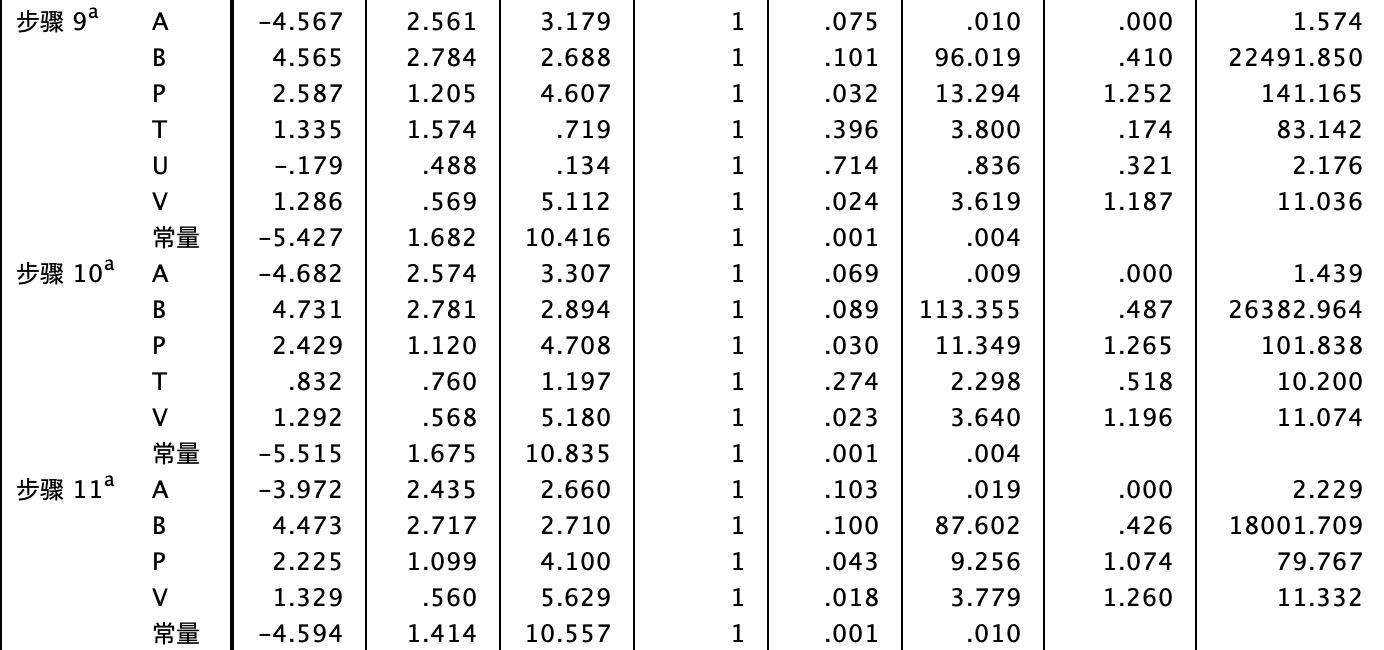 步骤 9a A -4.567 2.561 3.179 1 .075 .010 .000 1.574
B 4.565 2.784 2.688 1 .101 96.019 .410 22491.850
P 2.587 1.205 4.607 1 .032 13.294 1.252 141.165
T 1.335 1.574 .719 1 .396 3.800 .174 83.142
U -.179 .488 .134 1 .714 .836 .321 2.176
V 1.286 .569 5.112 1 .024 3.619 1.187 11.036
常量 -5.427 1.682 10.416 1 .001 .004
步骤 10a A -4.682 2.574 3.307 1 .069 .009 .000 1.439
B 4.731 2.781 2.894 1 .089 113.355 .487 26382.964
P 2.429 1.120 4.708 1 .030 11.349 1.265 101.838
T .832 .760 1.197 1 .274 2.298 .518 10.200
V 1.292 .568 5.180 1 .023 3.640 1.196 11.074
常量 -5.515 1.675 10.835 1 .001 .004
步骤 11a A -3.972 2.435 2.660 1 .103 .019 .000 2.229
B 4.473 2.717 2.710 1 .100 87.602 .426 18001.709
P 2.225 1.099 4.100 1 .043 9.256 1.074 79.767
V 1.329 .560 5.629 1 .018 3.779 1.260 11.332
常量 -4.594 1.414 10.557 1 .001 .010